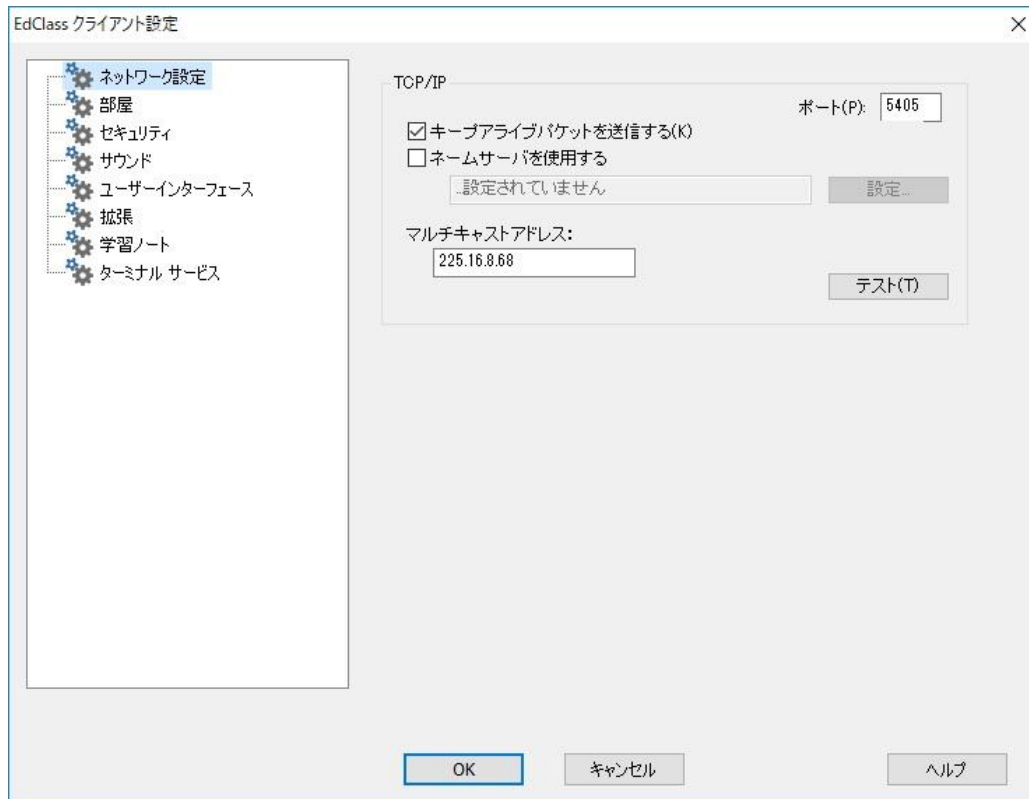 EdClass クライアント設定
ネットワーク設定
部屋
セキュリティ
サウンド
ユーザーインターフェース
拡張
学習ノート
ターミナル サービス
TCP/IP
ポート(P): 5405
キープアライブパケットを送信する(K)
ネームサーバを使用する
..設定されていません
設定...
マルチキャストアドレス:
225.16.8.68
テスト(T)
OK
キャンセル
ヘルプ